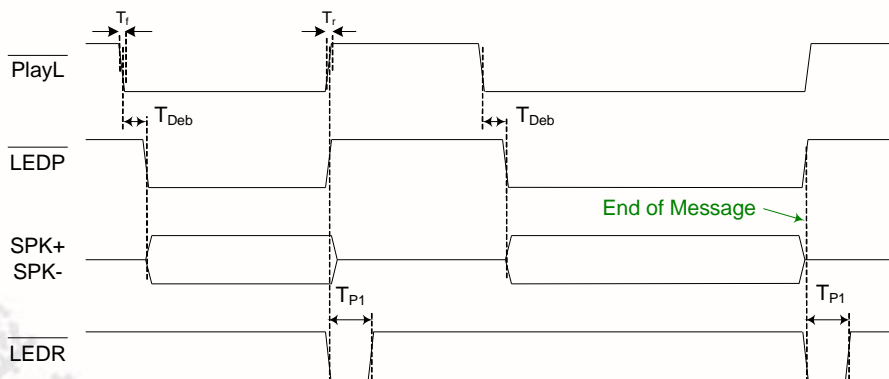 Tf
Tr
PlayL
TDeb
TDeb
LEDP
End of Message
SPK+
SPK-
TP1
TP1
LEDR